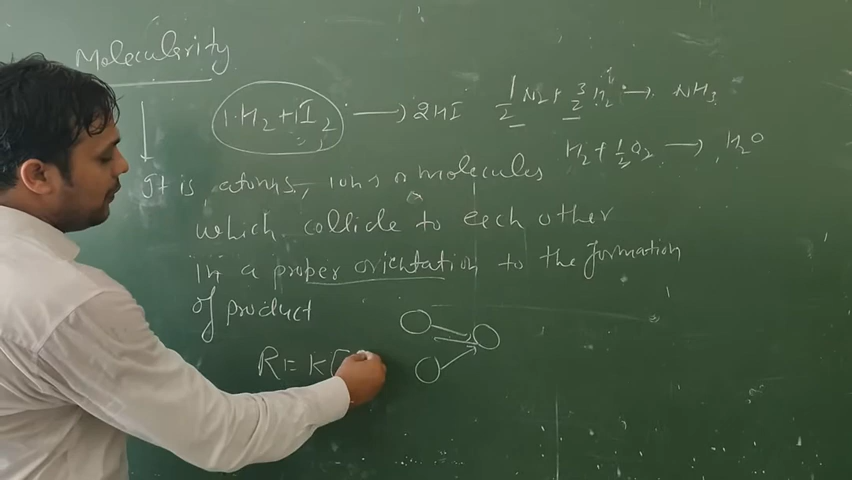 Molecularity
1·H2 + 1I2 → 2HI
1/2 N2 + 3/2 H2 → NH3
H2 + 1/2 O2 → H2O
It is atoms, ions or molecules
which collide to each other
in a proper orientation to the formation
of product
R = K[